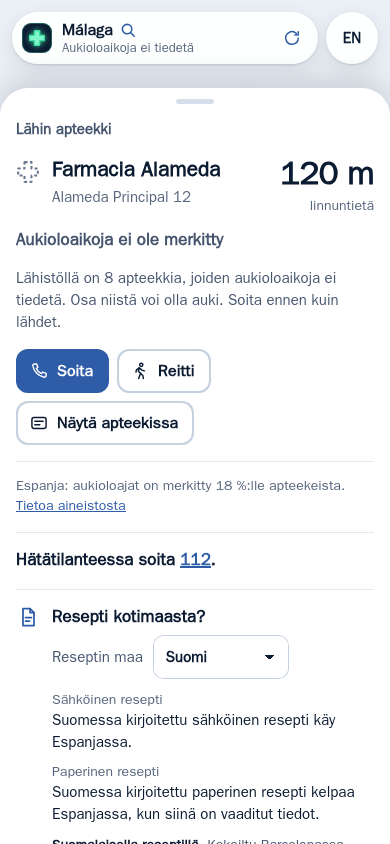 Málaga
Aukioloaikoja ei tiedetä
EN
Lähin apteekki
Farmacia Alameda
120 m
Alameda Principal 12
linnuntietä
Aukioloaikoja ei ole merkitty
Lähistöllä on 8 apteekkia, joiden aukioloaikoja ei
tiedetä. Osa niistä voi olla auki. Soita ennen kuin
lähdet.
Soita
Reitti
Näytä apteekissa
Espanja: aukioloajat on merkitty 18 %:lle apteekeista.
Tietoa aineistosta
Hätätilanteessa soita 112.
Resepti kotimaasta?
Reseptin maa
Suomi
Sähköinen resepti
Suomessa kirjoitettu sähköinen resepti käy
Espanjassa.
Paperinen resepti
Suomessa kirjoitettu paperinen resepti kelpaa
Espanjassa, kun siinä on vaaditut tiedot.